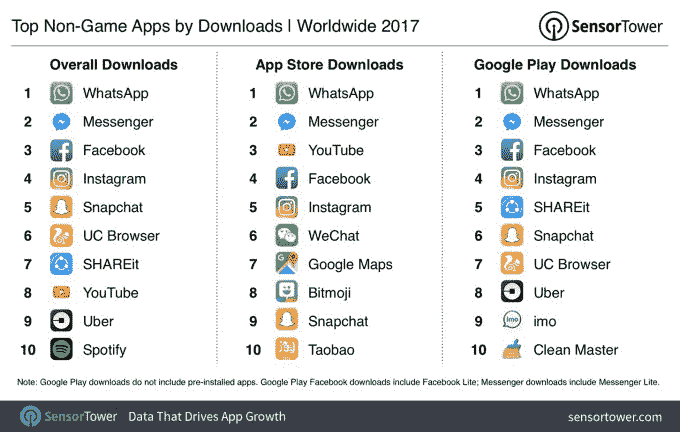 Top Non-Game Apps by Downloads | Worldwide 2017
SensorTower
Overall Downloads
1 WhatsApp
2 Messenger
3 Facebook
4 Instagram
5 Snapchat
6 UC Browser
7 SHAREit
8 YouTube
9 Uber
10 Spotify
App Store Downloads
1 WhatsApp
2 Messenger
3 YouTube
4 Facebook
5 Instagram
6 WeChat
7 Google Maps
8 Bitmoji
9 Snapchat
10 Taobao
Google Play Downloads
1 WhatsApp
2 Messenger
3 Facebook
4 Instagram
5 SHAREit
6 Snapchat
7 UC Browser
8 Uber
9 imo
10 Clean Master
Note: Google Play downloads do not include pre-installed apps. Google Play Facebook downloads include Facebook Lite; Messenger downloads include Messenger Lite.
SensorTower Data That Drives App Growth
sensortower.com